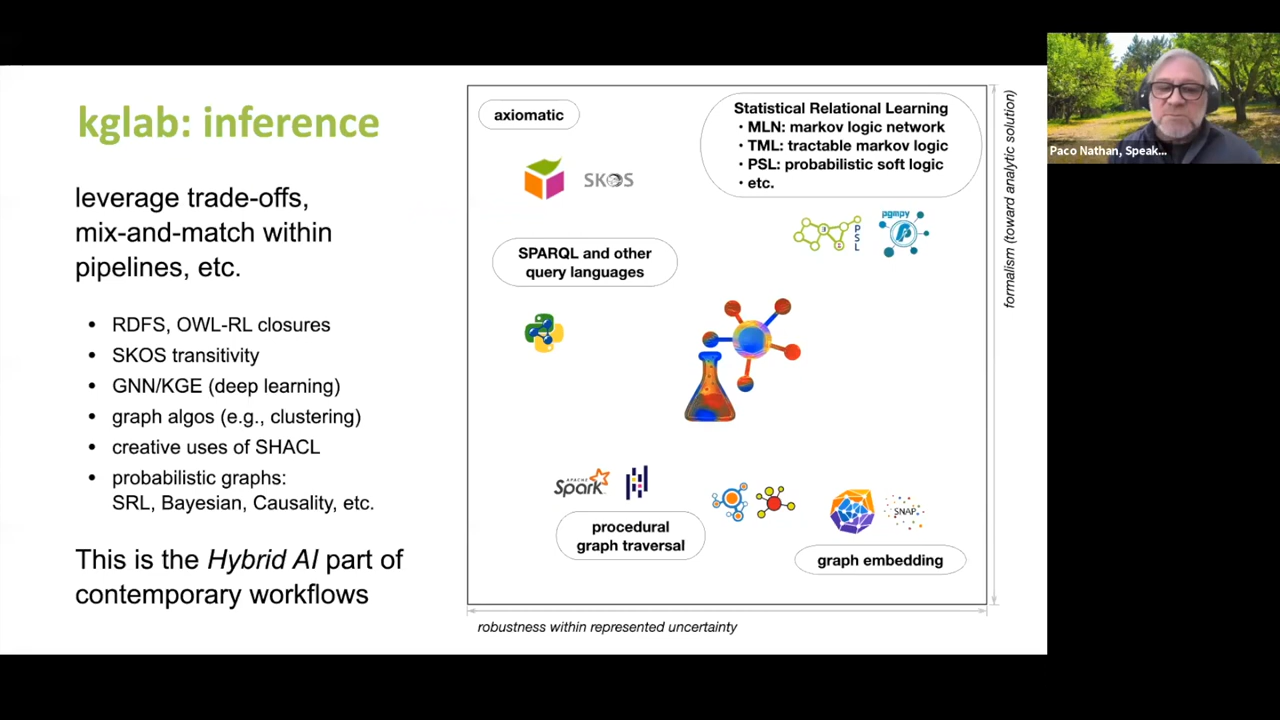 kglab: inference
leverage trade-offs,
mix-and-match within
pipelines, etc.
• RDFS, OWL-RL closures
• SKOS transitivity
• GNN/KGE (deep learning)
• graph algos (e.g., clustering)
• creative uses of SHACL
• probabilistic graphs:
SRL, Bayesian, Causality, etc.
This is the Hybrid AI part of
contemporary workflows
axiomatic
SKOS
SPARQL and other
query languages
Statistical Relational Learning
• MLN: markov logic network
• TML: tractable markov logic
• PSL: probabilistic soft logic
• etc.
PSL
pgmpy
APACHE
Spark
procedural
graph traversal
SNAP
graph embedding
robustness within represented uncertainty
formalism (toward analytic solution)
Paco Nathan, Speak...